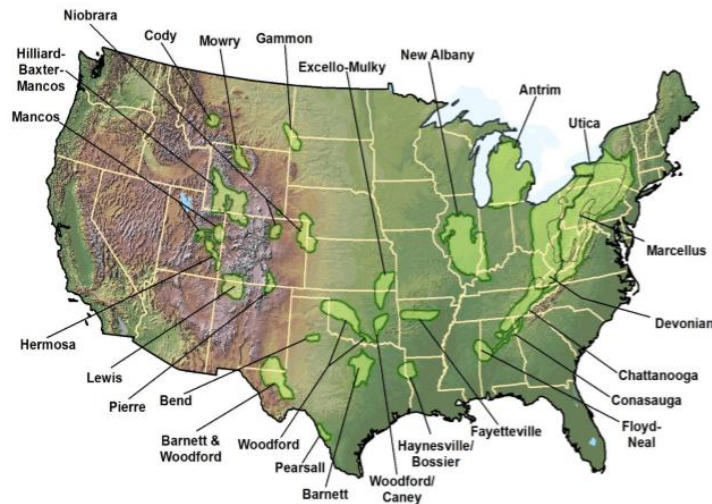 Niobrara
Cody
Mowry
Gammon
Hilliard-
Baxter-
Mancos
Excello-Mulky
New Albany
Antrim
Mancos
Utica
Marcellus
Devonian
Hermosa
Chattanooga
Lewis
Conasauga
Pierre
Bend
Floyd-
Neal
Fayetteville
Barnett &
Woodford
Woodford
Haynesville/
Bossier
Pearsall
Woodford/
Caney
Barnett